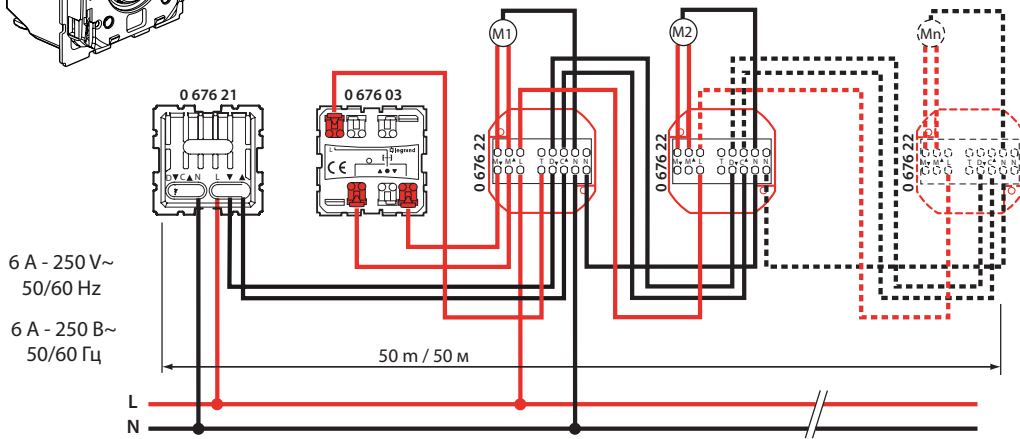 M1
M2
Mn
0 676 21
0 676 03
0 676 22
0 676 22
0 676 22
L
legrand
CE
D▼C▲N L ▼ ▲
M▼ M▲ L T D▼ C▲ N N
M▼ M▲ L T D▼ C▲ N N
M▼ M▲ L T D▼ C▲ N N
6 A - 250 V~
50/60 Hz
6 A - 250 В~
50/60 Гц
50 m / 50 м
L
N